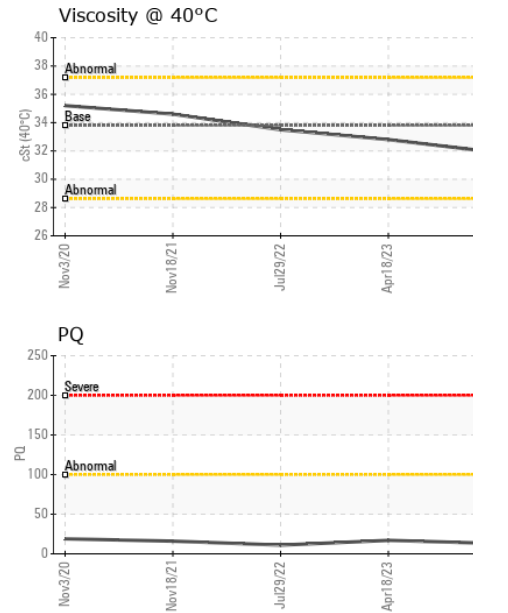 Viscosity @ 40°C
40
38
Abnormal
36
34
Base
32
30
Abnormal
28
26
cSt (40°C)
Nov3/20
Nov18/21
Jul29/22
Apr18/23
PQ
250
200
Severe
150
100
Abnormal
50
0
PQ
Nov3/20
Nov18/21
Jul29/22
Apr18/23